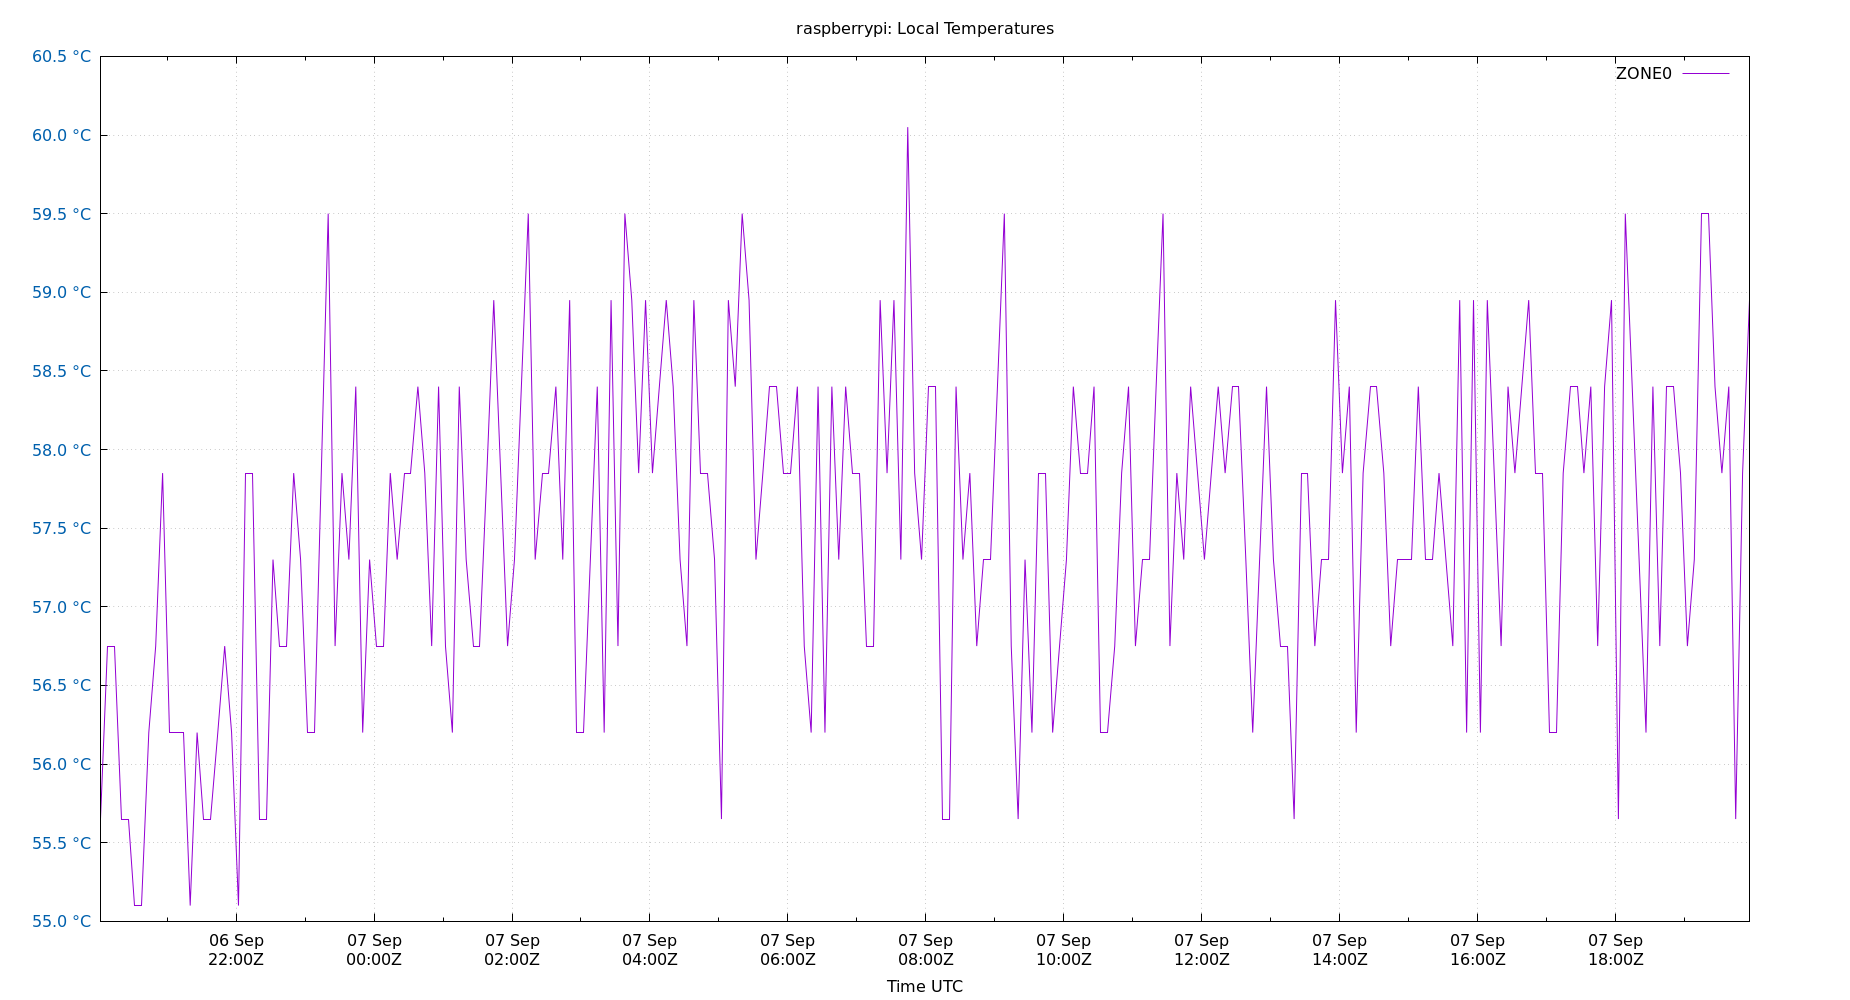 raspberrypi: Local Temperatures
60.5 °C
ZONE0
60.0 °C
59.5 °C
59.0 °C
58.5 °C
58.0 °C
57.5 °C
57.0 °C
56.5 °C
56.0 °C
55.5 °C
55.0 °C
06 Sep 07 Sep 07 Sep 07 Sep 07 Sep 07 Sep 07 Sep 07 Sep 07 Sep 07 Sep 07 Sep
22:00Z 00:00Z 02:00Z 04:00Z 06:00Z 08:00Z 10:00Z 12:00Z 14:00Z 16:00Z 18:00Z
Time UTC